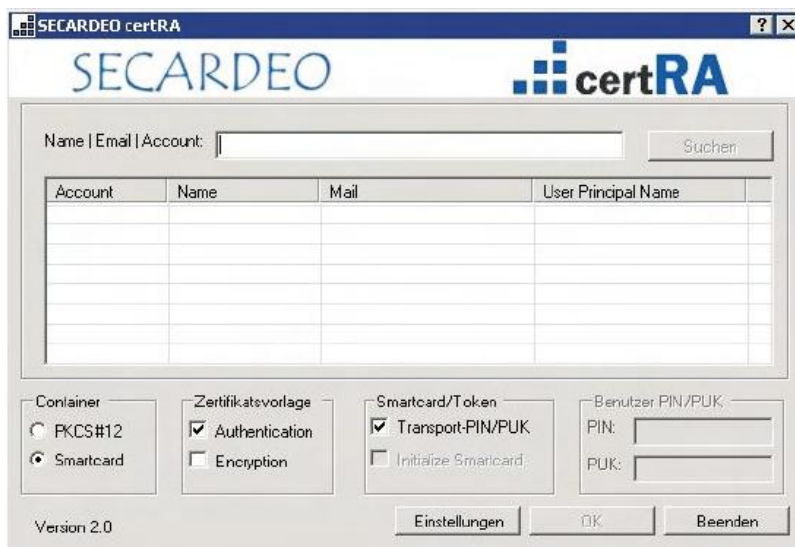 SECARDEO certRA
SECARDEO certRA
Name | Email | Account: Suchen
Account Name Mail User Principal Name
Container Zertifikatsvorlage Smartcard/Token Benutzer PIN/PUK
PKCS#12 Authentication Transport-PIN/PUK PIN:
Smartcard Encryption Initialize Smartcard PUK:
Version 2.0 Einstellungen OK Beenden